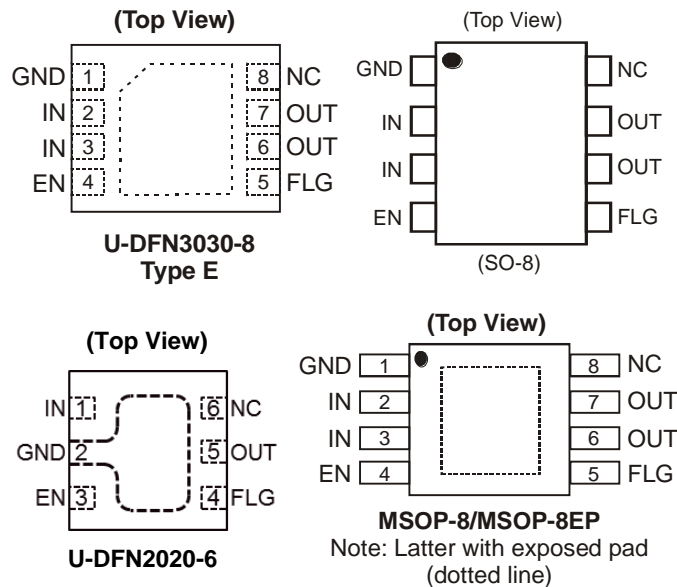 (Top View)
GND 1 8 NC
IN 2 7 OUT
IN 3 6 OUT
EN 4 5 FLG
U-DFN3030-8
Type E
(Top View)
GND NC
IN OUT
IN OUT
EN FLG
(SO-8)
(Top View)
IN 1 6 NC
GND 2 5 OUT
EN 3 4 FLG
U-DFN2020-6
(Top View)
GND 1 8 NC
IN 2 7 OUT
IN 3 6 OUT
EN 4 5 FLG
MSOP-8/MSOP-8EP
Note: Latter with exposed pad
(dotted line)